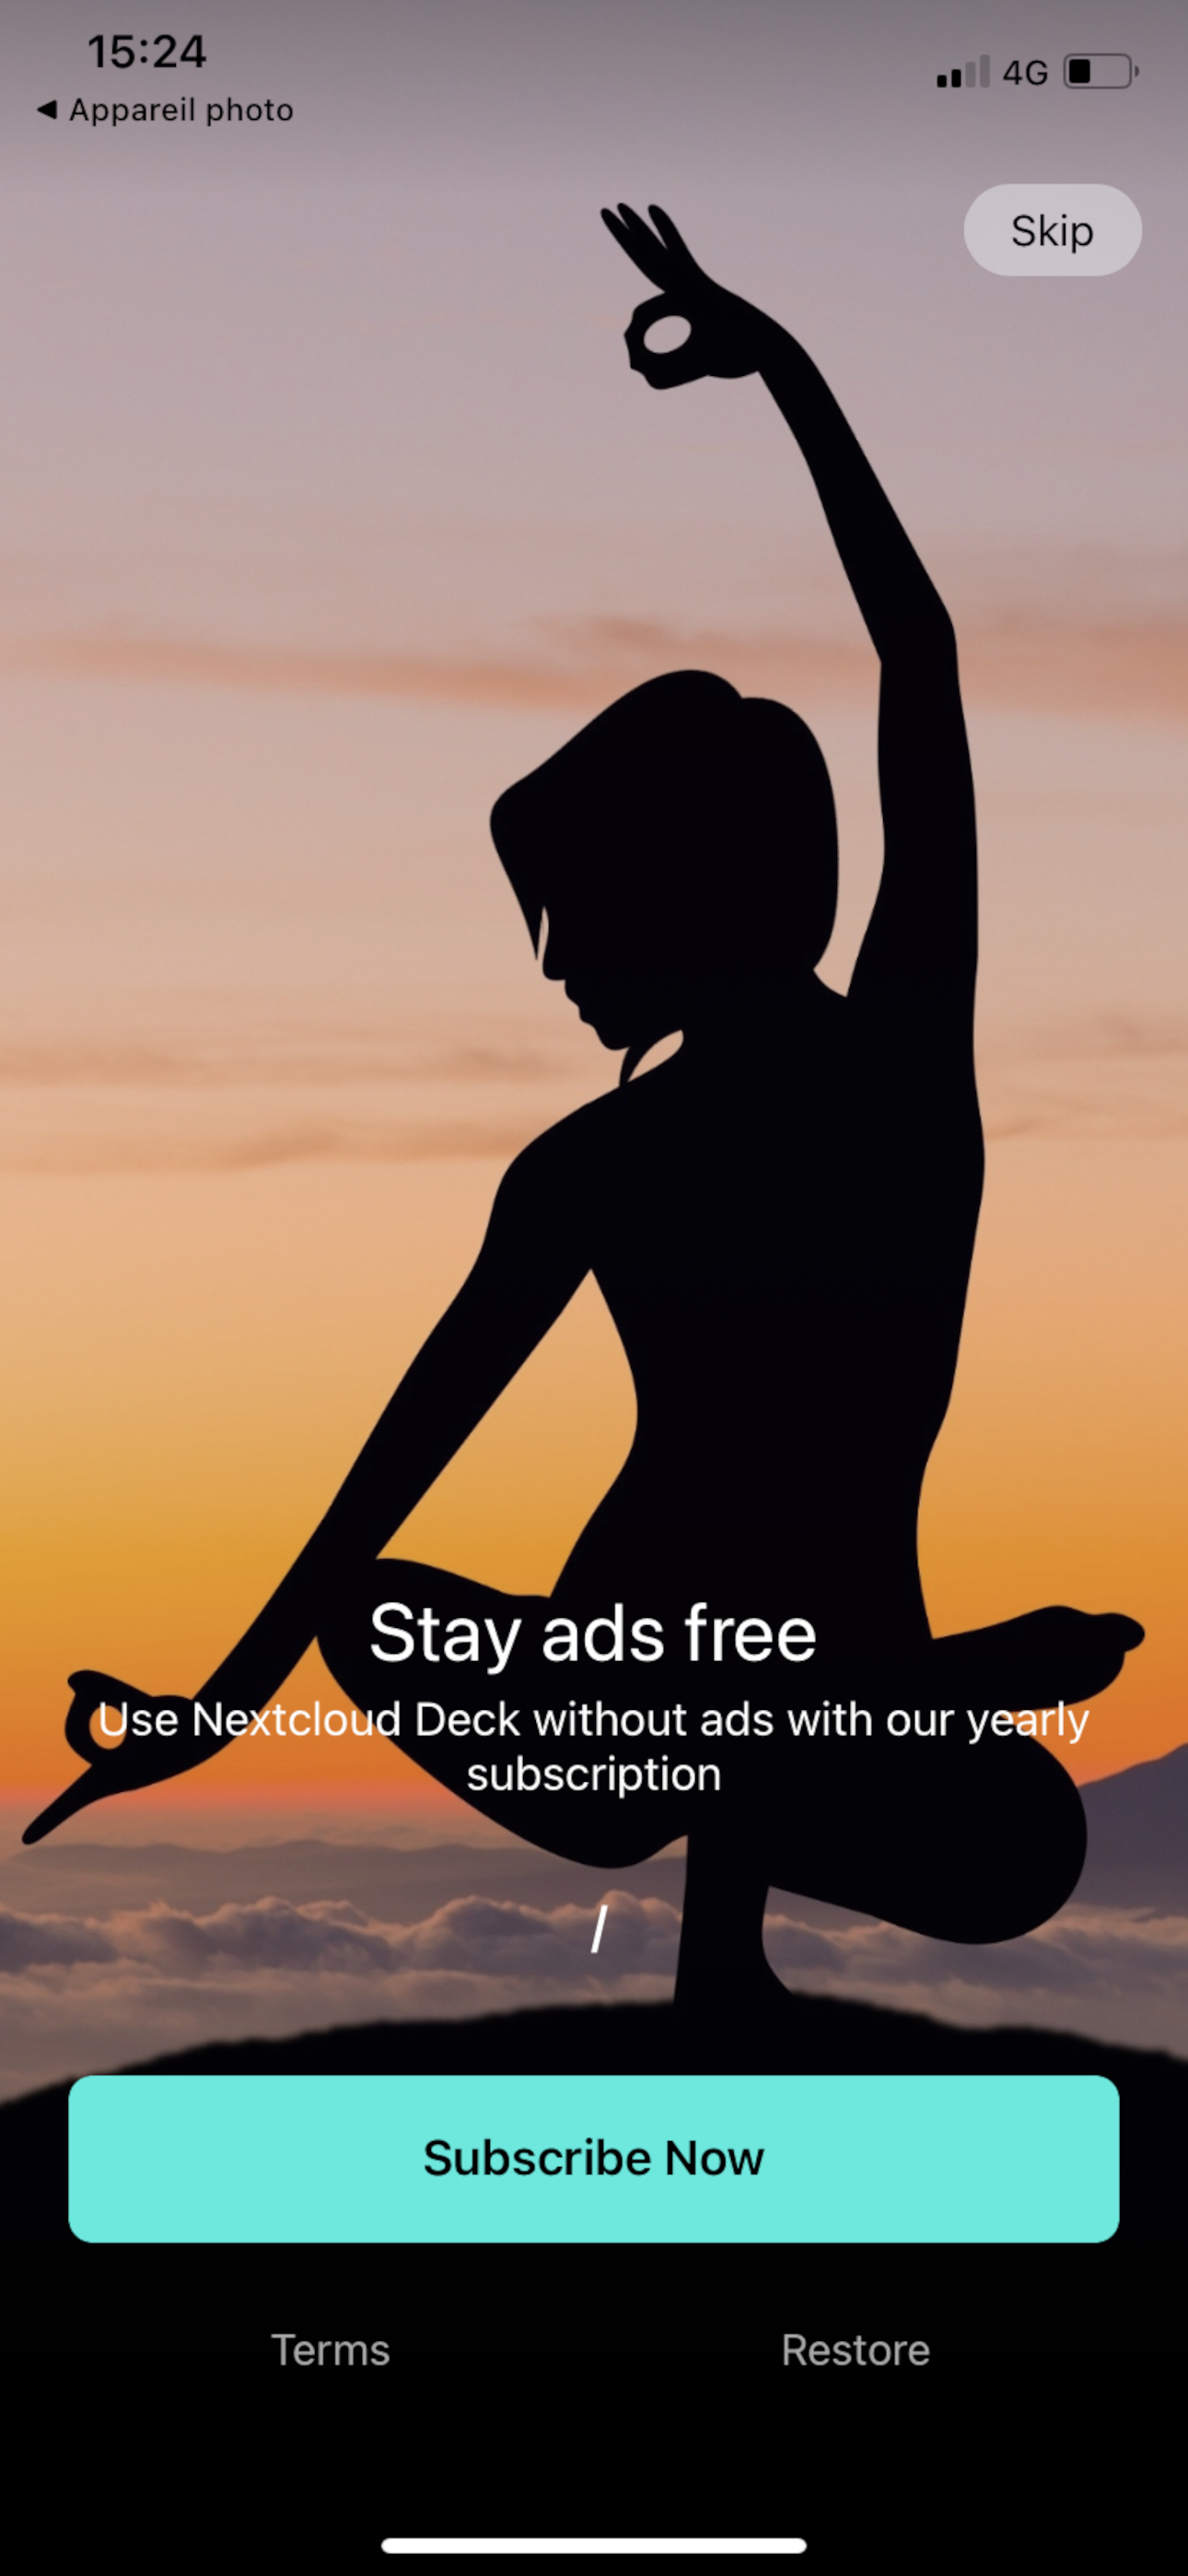 15:24
4G
◀ Appareil photo
Skip
Stay ads free
Use Nextcloud Deck without ads with our yearly
subscription
/
Subscribe Now
Terms
Restore